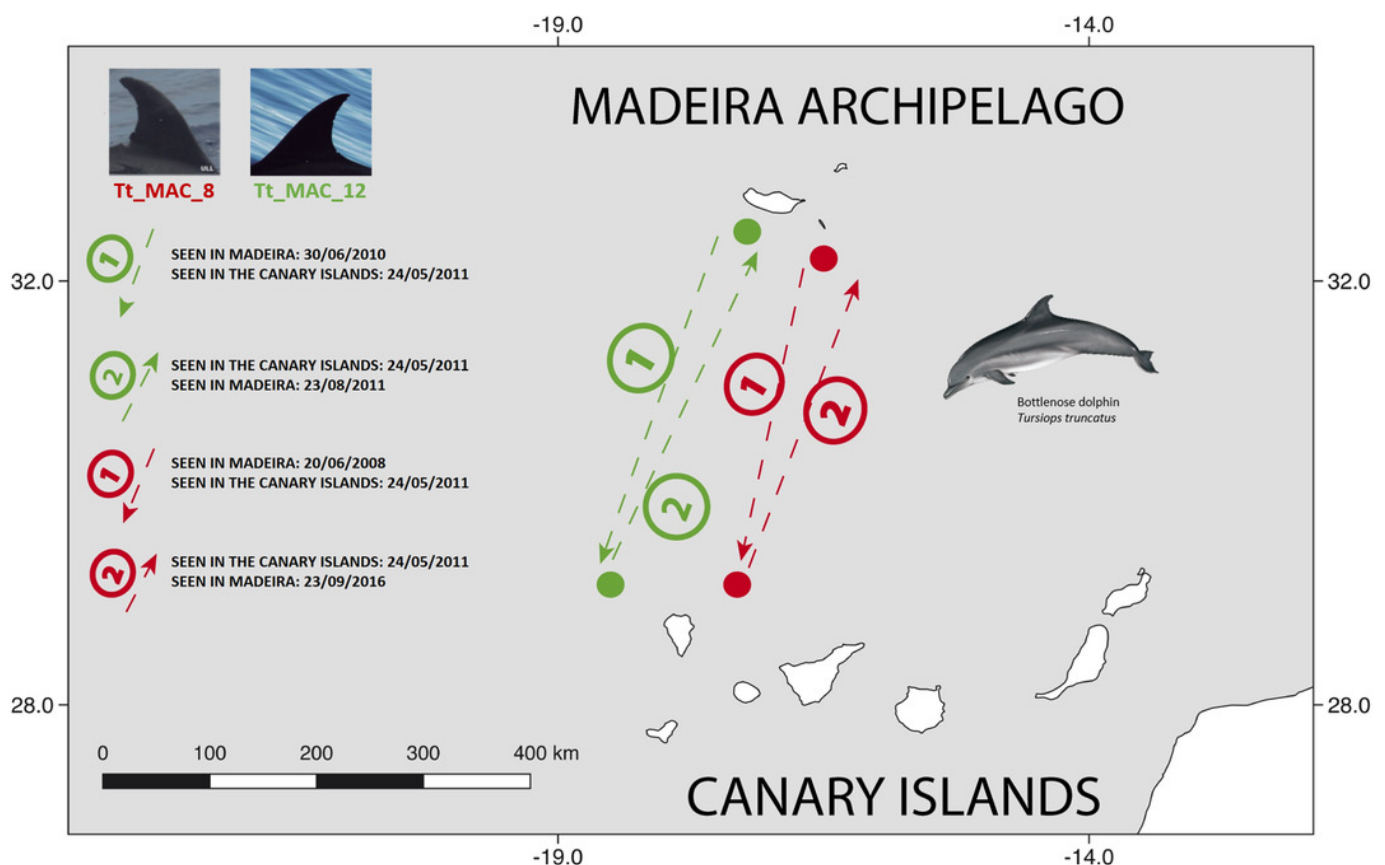 -19.0 -14.0
MADEIRA ARCHIPELAGO
ULL
Tt_MAC_8 Tt_MAC_12
1 SEEN IN MADEIRA: 30/06/2010
SEEN IN THE CANARY ISLANDS: 24/05/2011
32.0 32.0
2 SEEN IN THE CANARY ISLANDS: 24/05/2011
SEEN IN MADEIRA: 23/08/2011
1 1 2
Bottlenose dolphin
Tursiops truncatus
1 SEEN IN MADEIRA: 20/06/2008
SEEN IN THE CANARY ISLANDS: 24/05/2011
2
2 SEEN IN THE CANARY ISLANDS: 24/05/2011
SEEN IN MADEIRA: 23/09/2016
28.0 28.0
0 100 200 300 400 km
CANARY ISLANDS
-19.0 -14.0